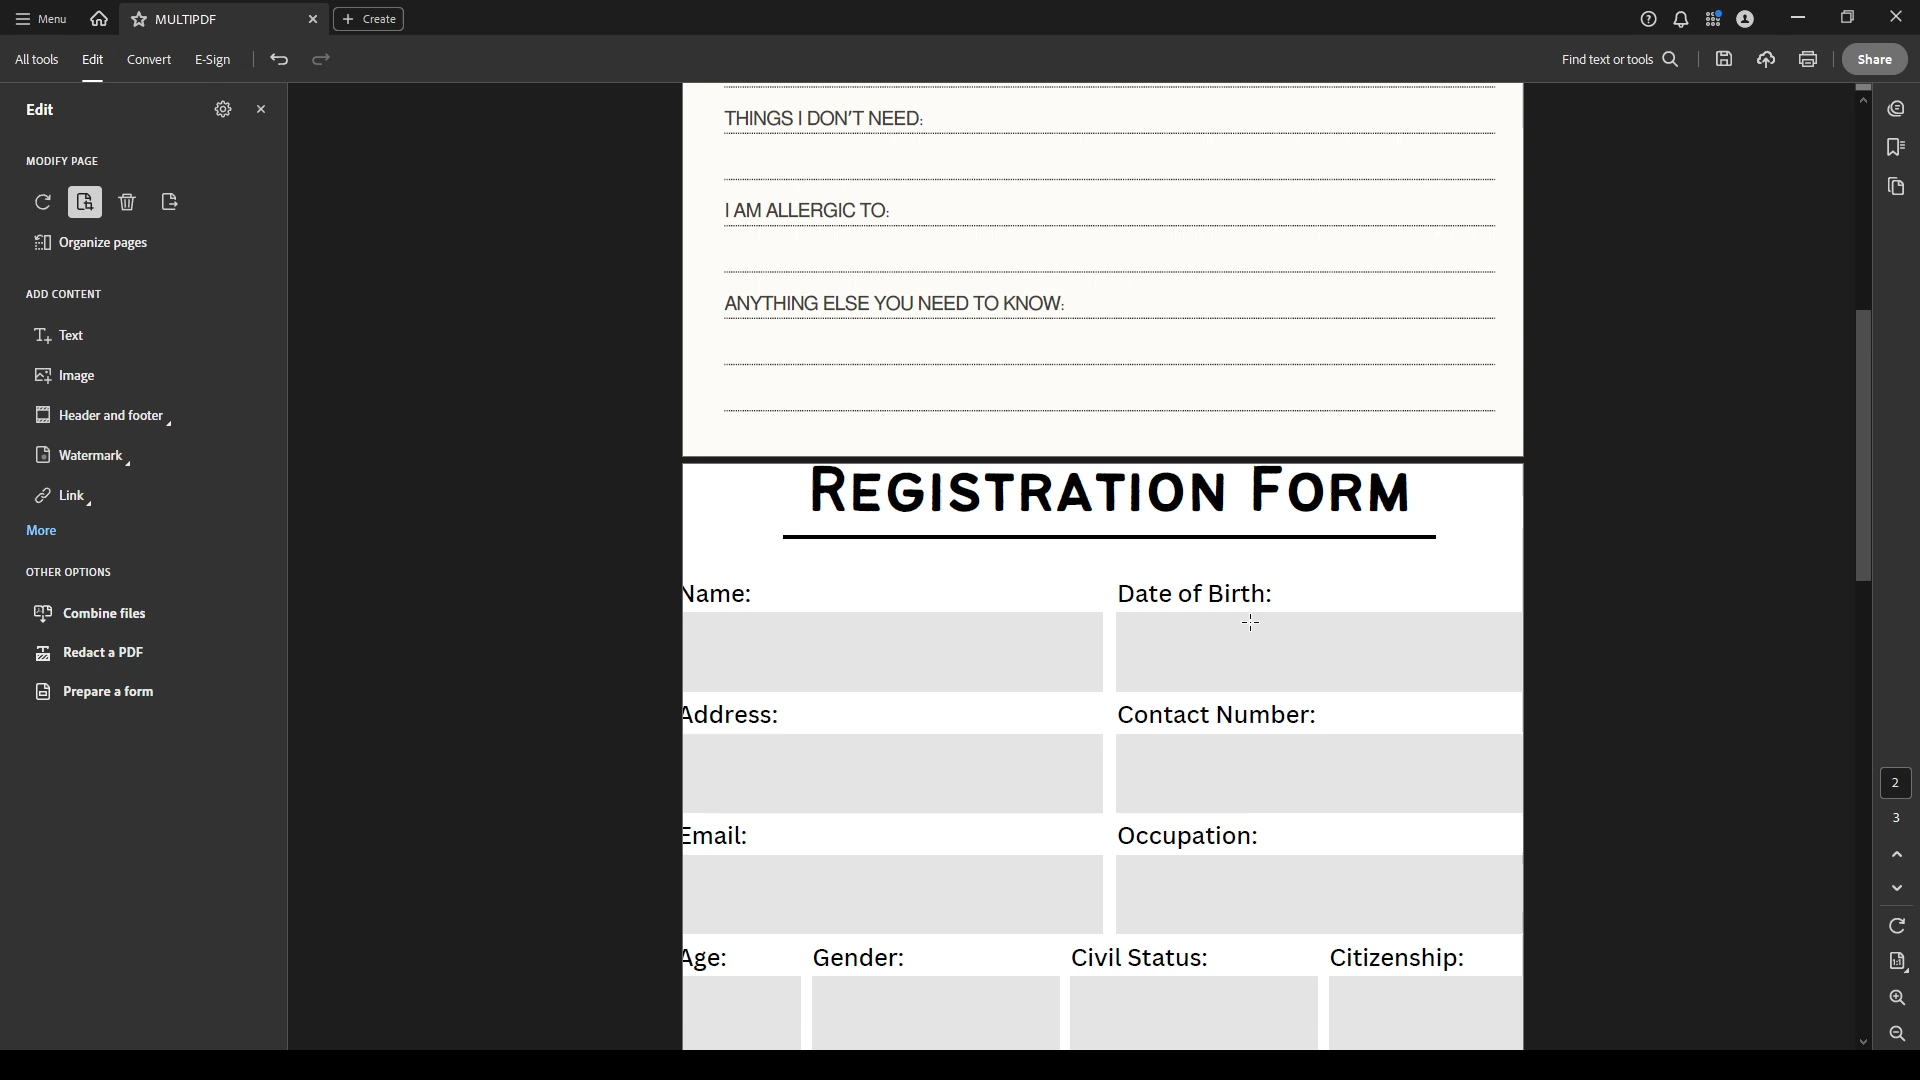 Menu
MULTIPDF
Create
All tools
Edit
Convert
E-Sign
Find text or tools
Share
Edit
MODIFY PAGE
Organize pages
ADD CONTENT
Text
Image
Header and footer
Watermark
Link
More
OTHER OPTIONS
Combine files
Redact a PDF
Prepare a form
THINGS I DON'T NEED:
I AM ALLERGIC TO:
ANYTHING ELSE YOU NEED TO KNOW:
REGISTRATION FORM
Name: Date of Birth:
Address: Contact Number:
Email: Occupation:
Age: Gender: Civil Status: Citizenship:
2
3
1:1